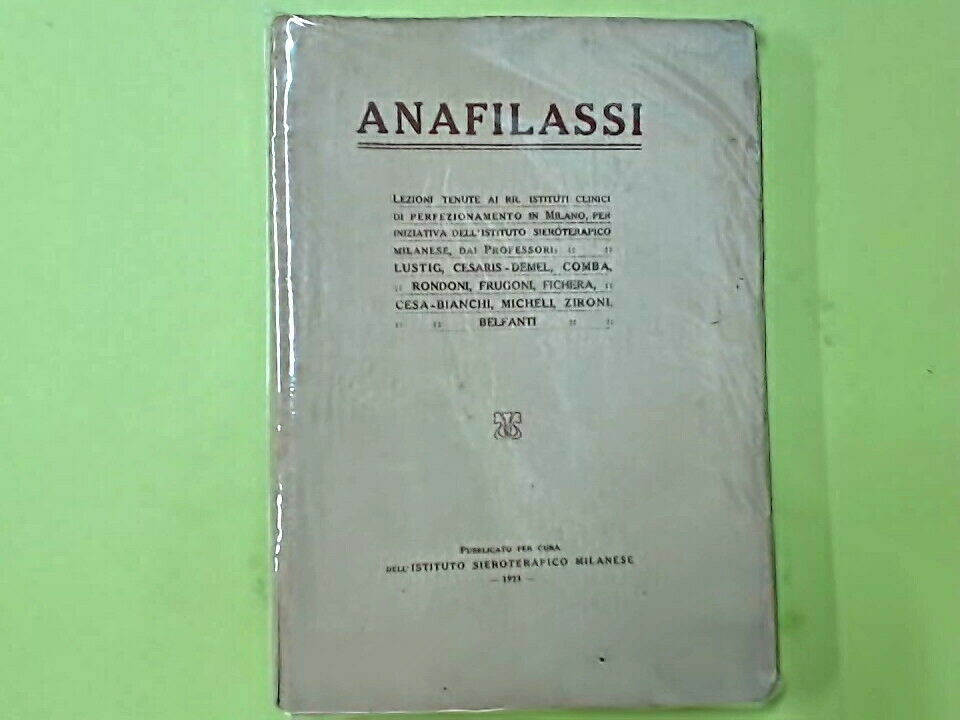 ANAFILASSI
LEZIONI TENUTE AI RR. ISTITUTI CLINICI
DI PERFEZIONAMENTO IN MILANO, PER
INIZIATIVA DELL'ISTITUTO SIEROTERAPICO
MILANESE, DAI PROFESSORI: :: ::
LUSTIG, CESARIS-DEMEL, COMBA,
:: RONDONI, FRUGONI, FICHERA, ::
CESA-BIANCHI, MICHELI, ZIRONI,
:: :: BELFANTI :: ::
PUBBLICATO PER CURA
DELL'ISTITUTO SIEROTERAPICO MILANESE
— 1923 —